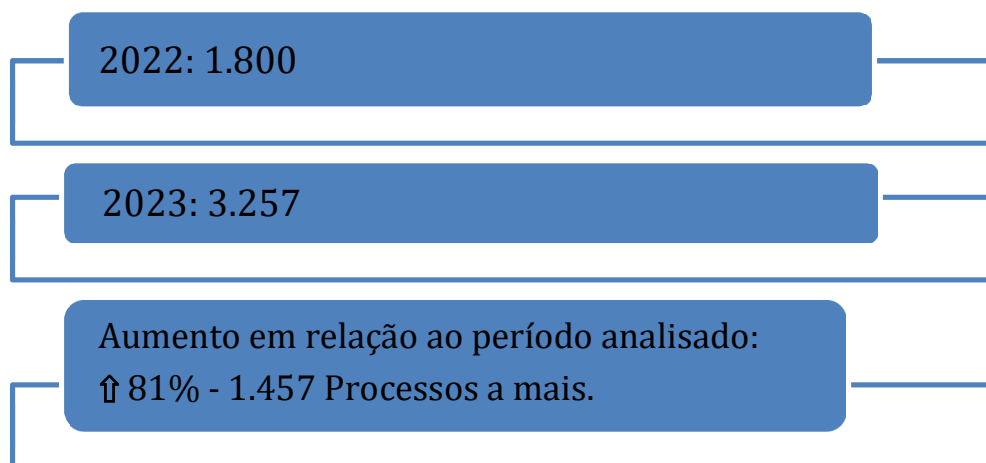 2022: 1.800
2023: 3.257
Aumento em relação ao período analisado:
⇧ 81% - 1.457 Processos a mais.